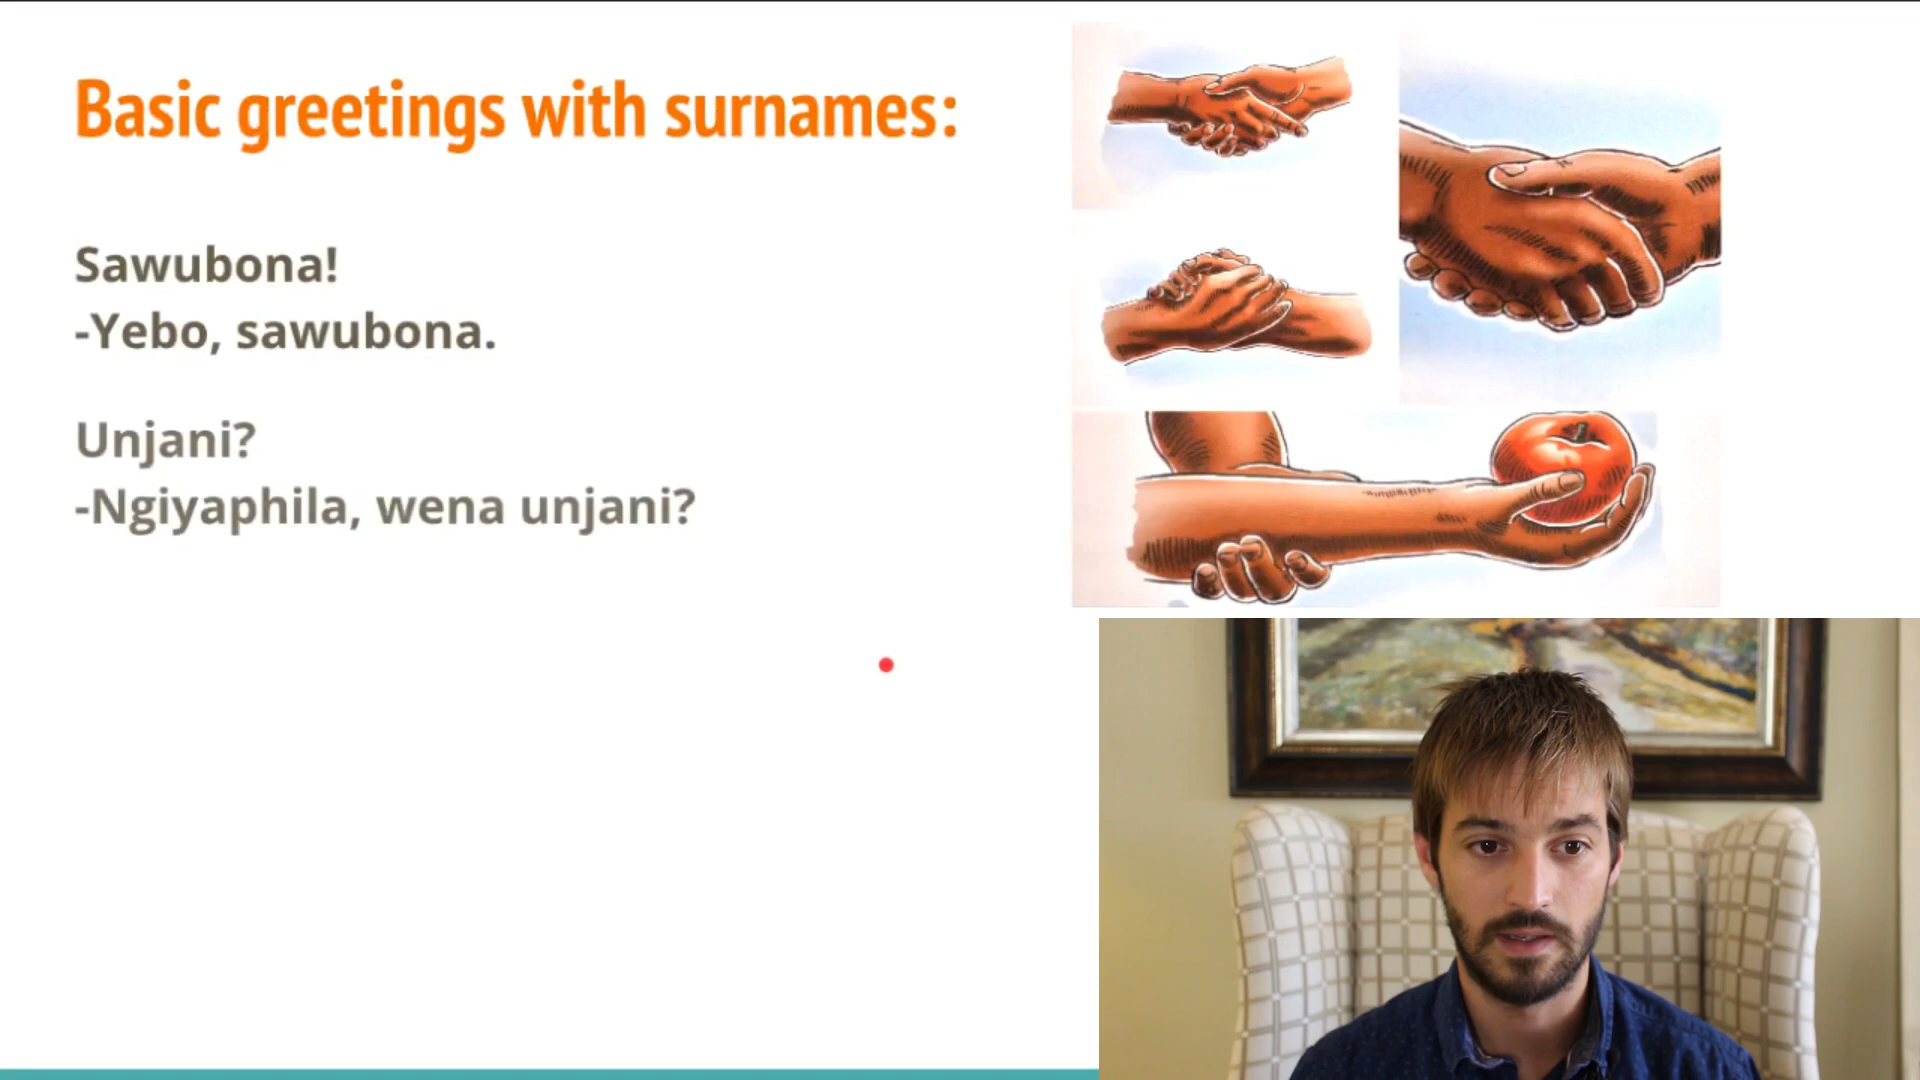 Basic greetings with surnames:
Sawubona!
-Yebo, sawubona.
Unjani?
-Ngiyaphila, wena unjani?